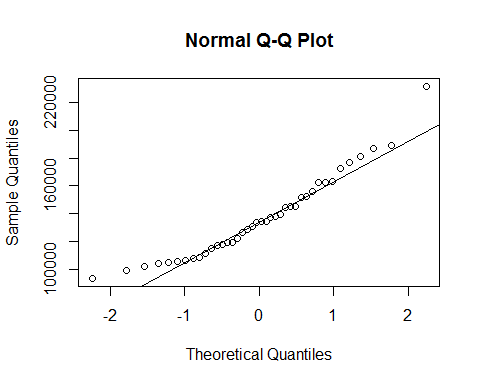 Normal Q-Q Plot
Sample Quantiles
220000
160000
100000
-2 -1 0 1 2
Theoretical Quantiles